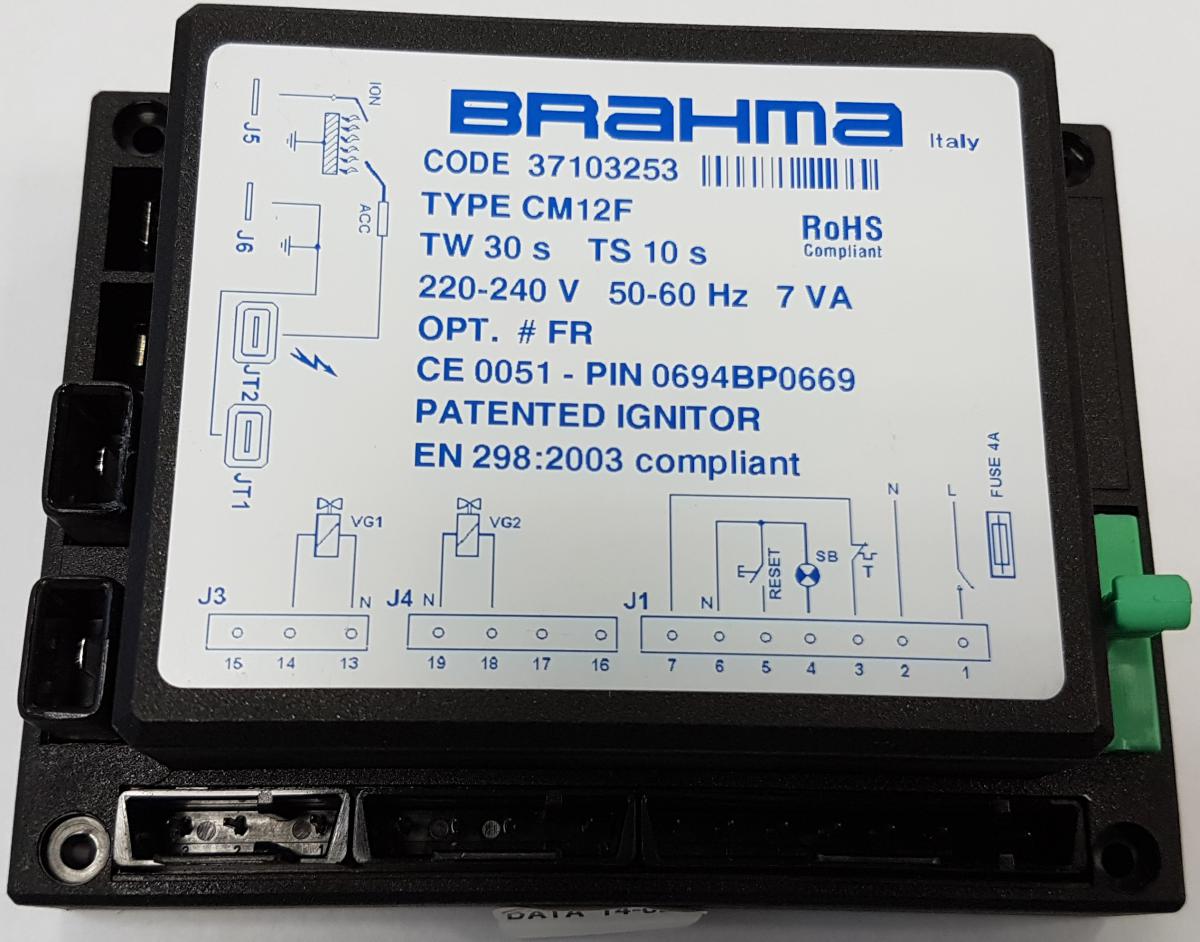 BRAHMA Italy
CODE 37103253
TYPE CM12F
RoHS
Compliant
TW 30 s TS 10 s
220-240 V 50-60 Hz 7 VA
OPT. # FR
CE 0051 - PIN 0694BP0669
PATENTED IGNITOR
EN 298:2003 compliant
J5
ION
J6
ACC
JT2
JT1
VG1
VG2
RESET
SB
T
N
L
FUSE 4A
J3
N
J4 N
J1
N
15 14 13
19 18 17 16
7 6 5 4 3 2 1
2 1